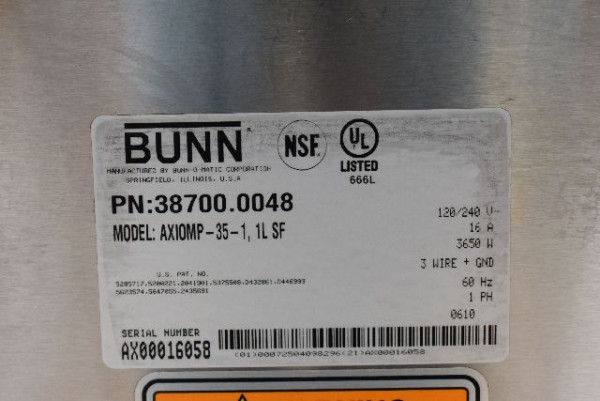 BUNN
NSF
UL
LISTED
666L
MANUFACTURED BY BUNN-O-MATIC CORPORATION
SPRINGFIELD, ILLINOIS, U.S.A
PN:38700.0048
MODEL: AXIOMP-35-1, 1L SF
120/240 V~
16 A
3650 W
3 WIRE + GND
60 Hz
1 PH
0610
U.S. PAT. NO.
SERIAL NUMBER
AX00016058
(01)00072504098296(21)AX00016058